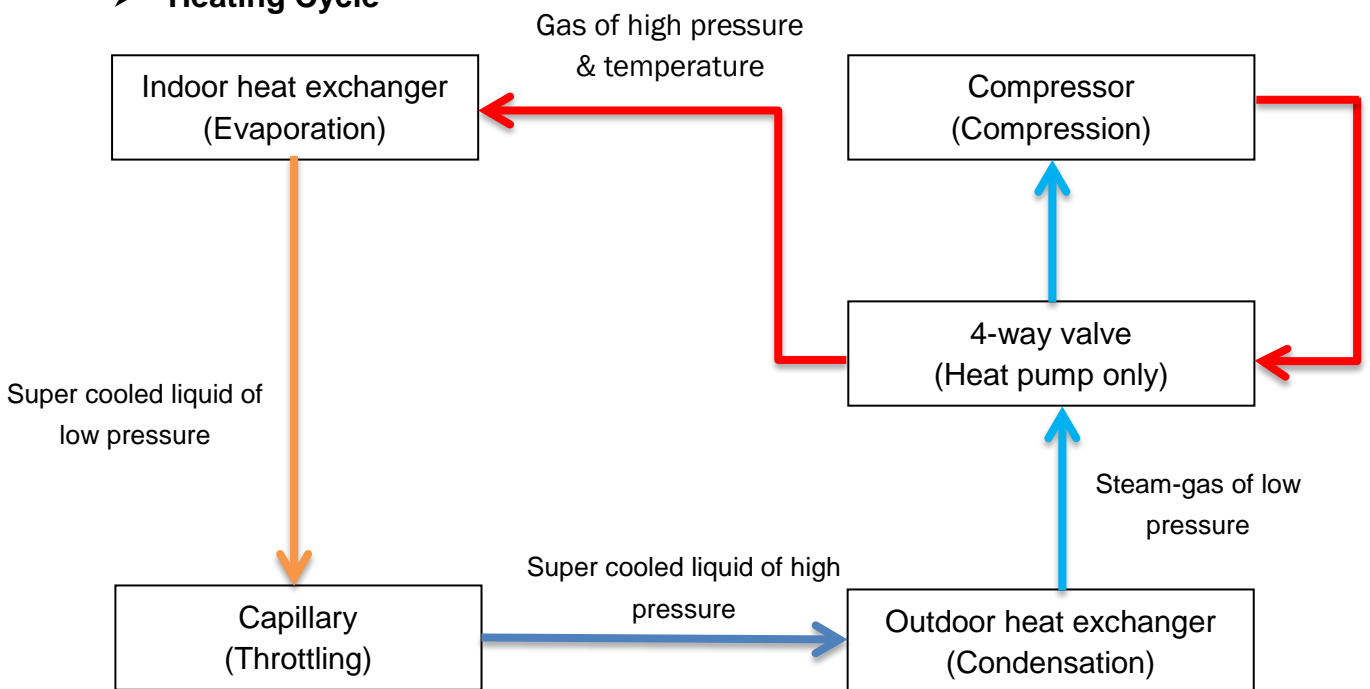 ➢ Heating Cycle
Gas of high pressure
& temperature
Indoor heat exchanger
(Evaporation)
Compressor
(Compression)
4-way valve
(Heat pump only)
Super cooled liquid of
low pressure
Steam-gas of low
pressure
Super cooled liquid of high
pressure
Capillary
(Throttling)
Outdoor heat exchanger
(Condensation)